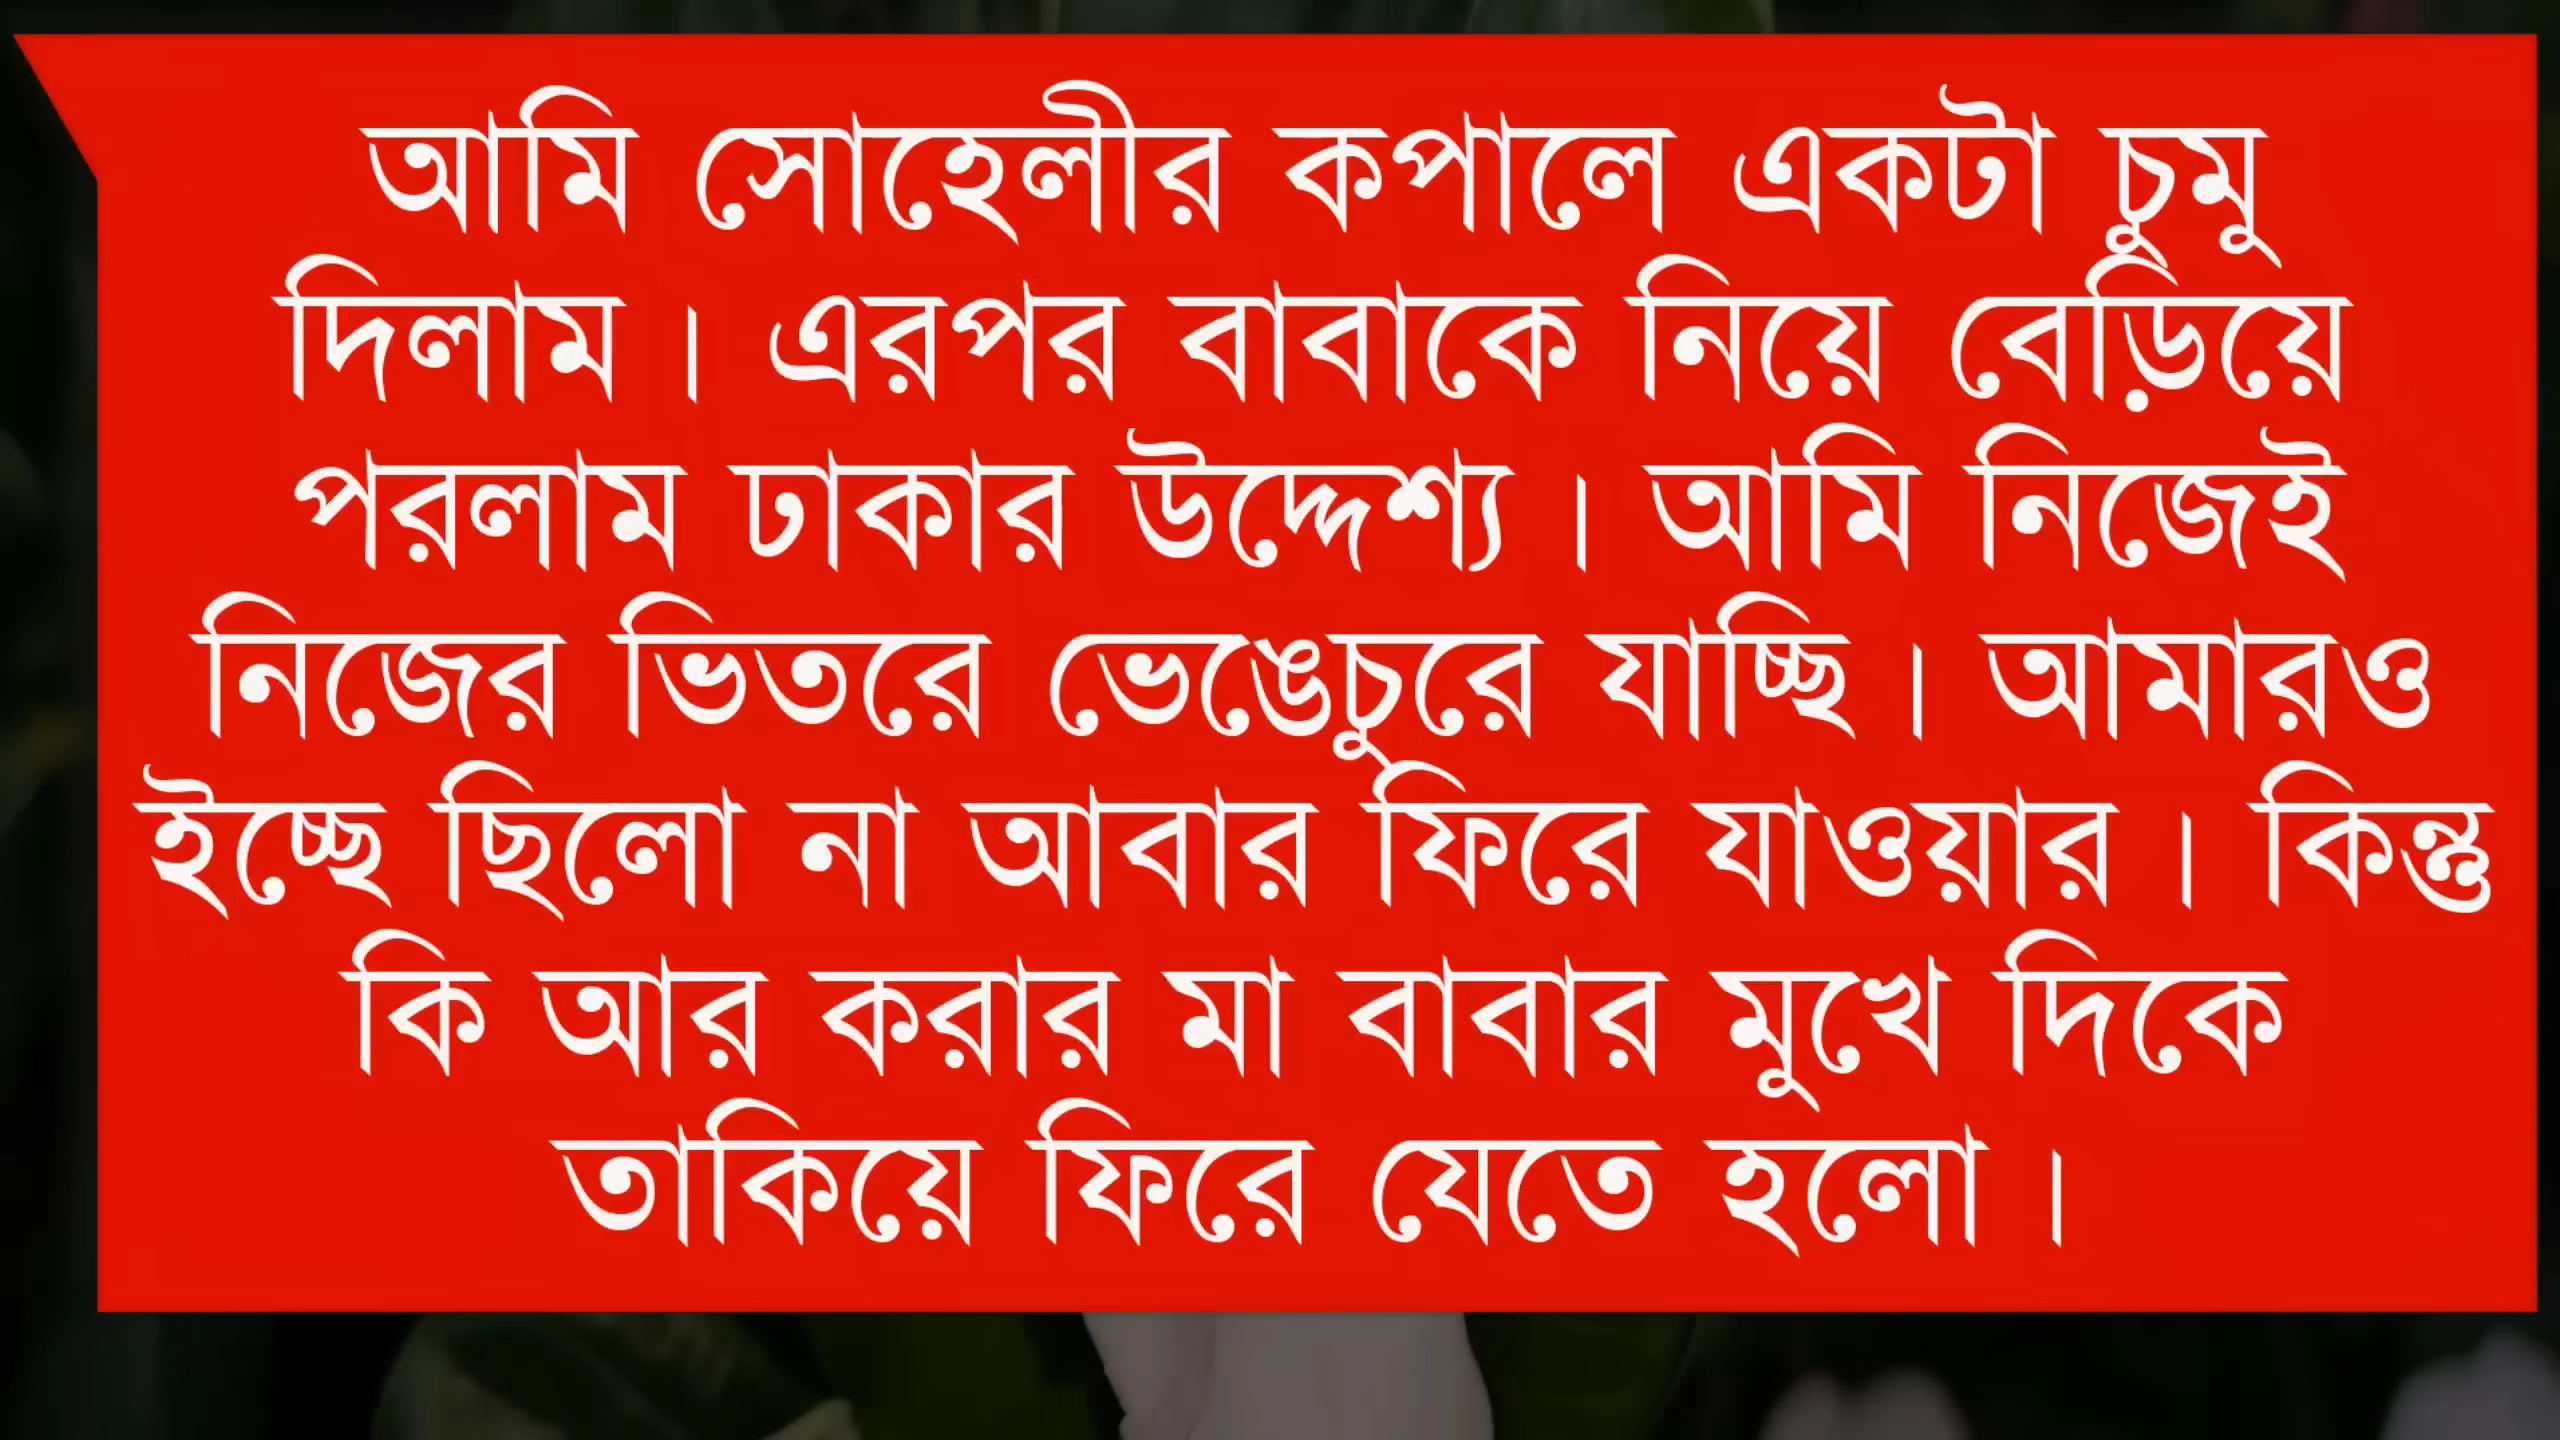 আমি সোহেলীর কপালে একটা চুমু
দিলাম । এরপর বাবাকে নিয়ে বেড়িয়ে
পরলাম ঢাকার উদ্দেশ্য । আমি নিজেই
নিজের ভিতরে ভেঙেচুরে যাচ্ছি । আমারও
ইচ্ছে ছিলো না আবার ফিরে যাওয়ার । কিন্তু
কি আর করার মা বাবার মুখে দিকে
তাকিয়ে ফিরে যেতে হলো ।